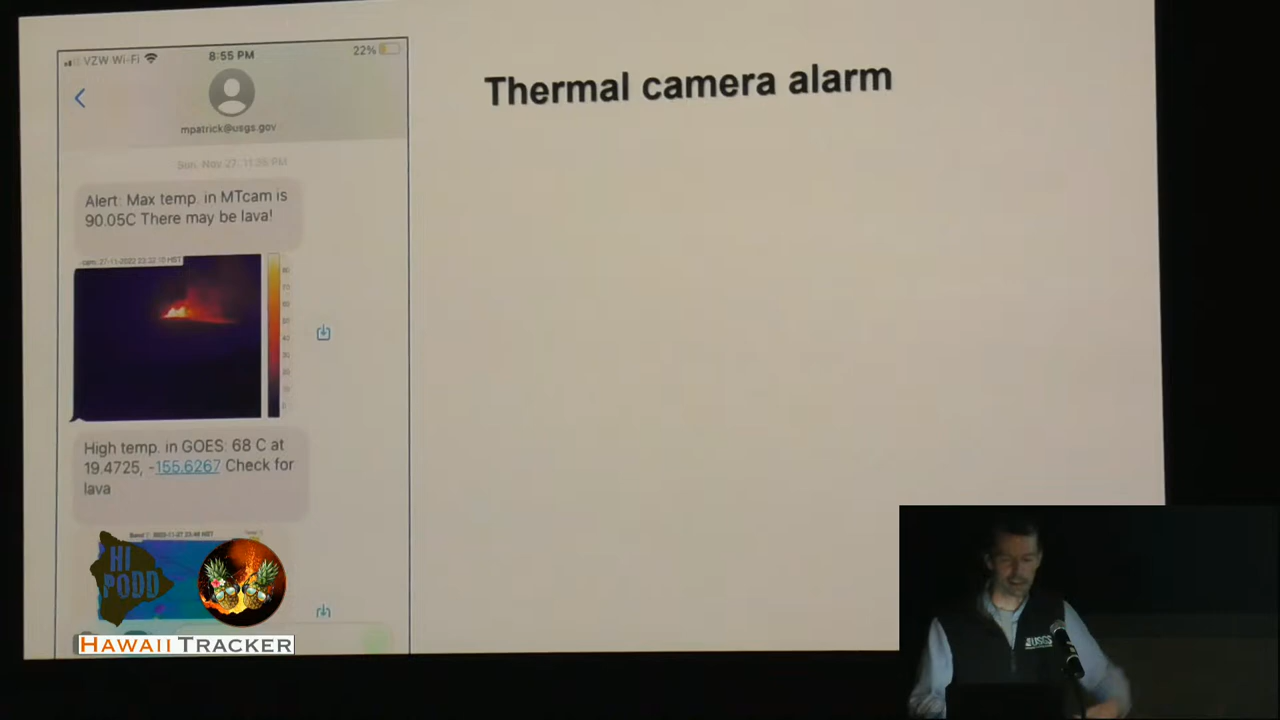 VZW Wi-Fi
8:55 PM
22%
Thermal camera alarm
mpatrick@usgs.gov
Sun, Nov 27, 11:35 PM
Alert: Max temp. in MTcam is
90.05C There may be lava!
High temp. in GOES: 68 C at
19.4725, -155.6267 Check for
lava
HI
PODD
HAWAII TRACKER
USGS